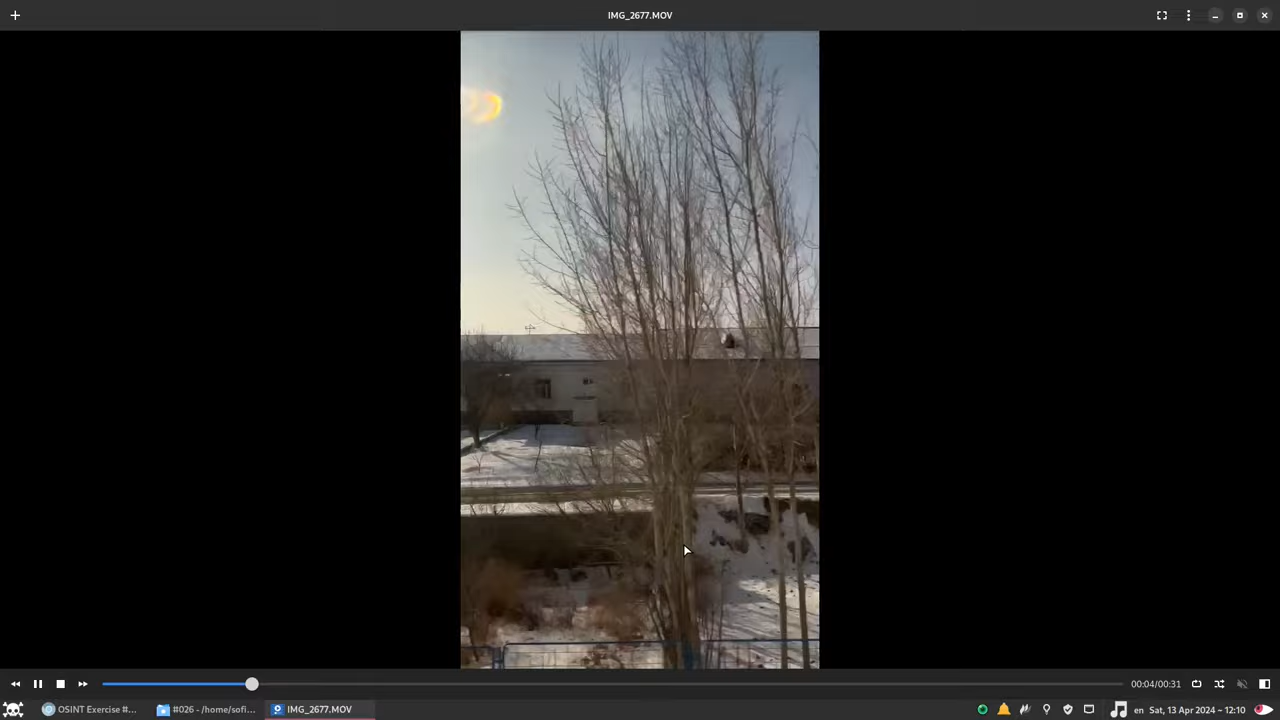 IMG_2677.MOV
00:04/00:31
OSINT Exercise #...
#026 - /home/sofi...
IMG_2677.MOV
en
Sat, 13 Apr 2024 ~ 12:10